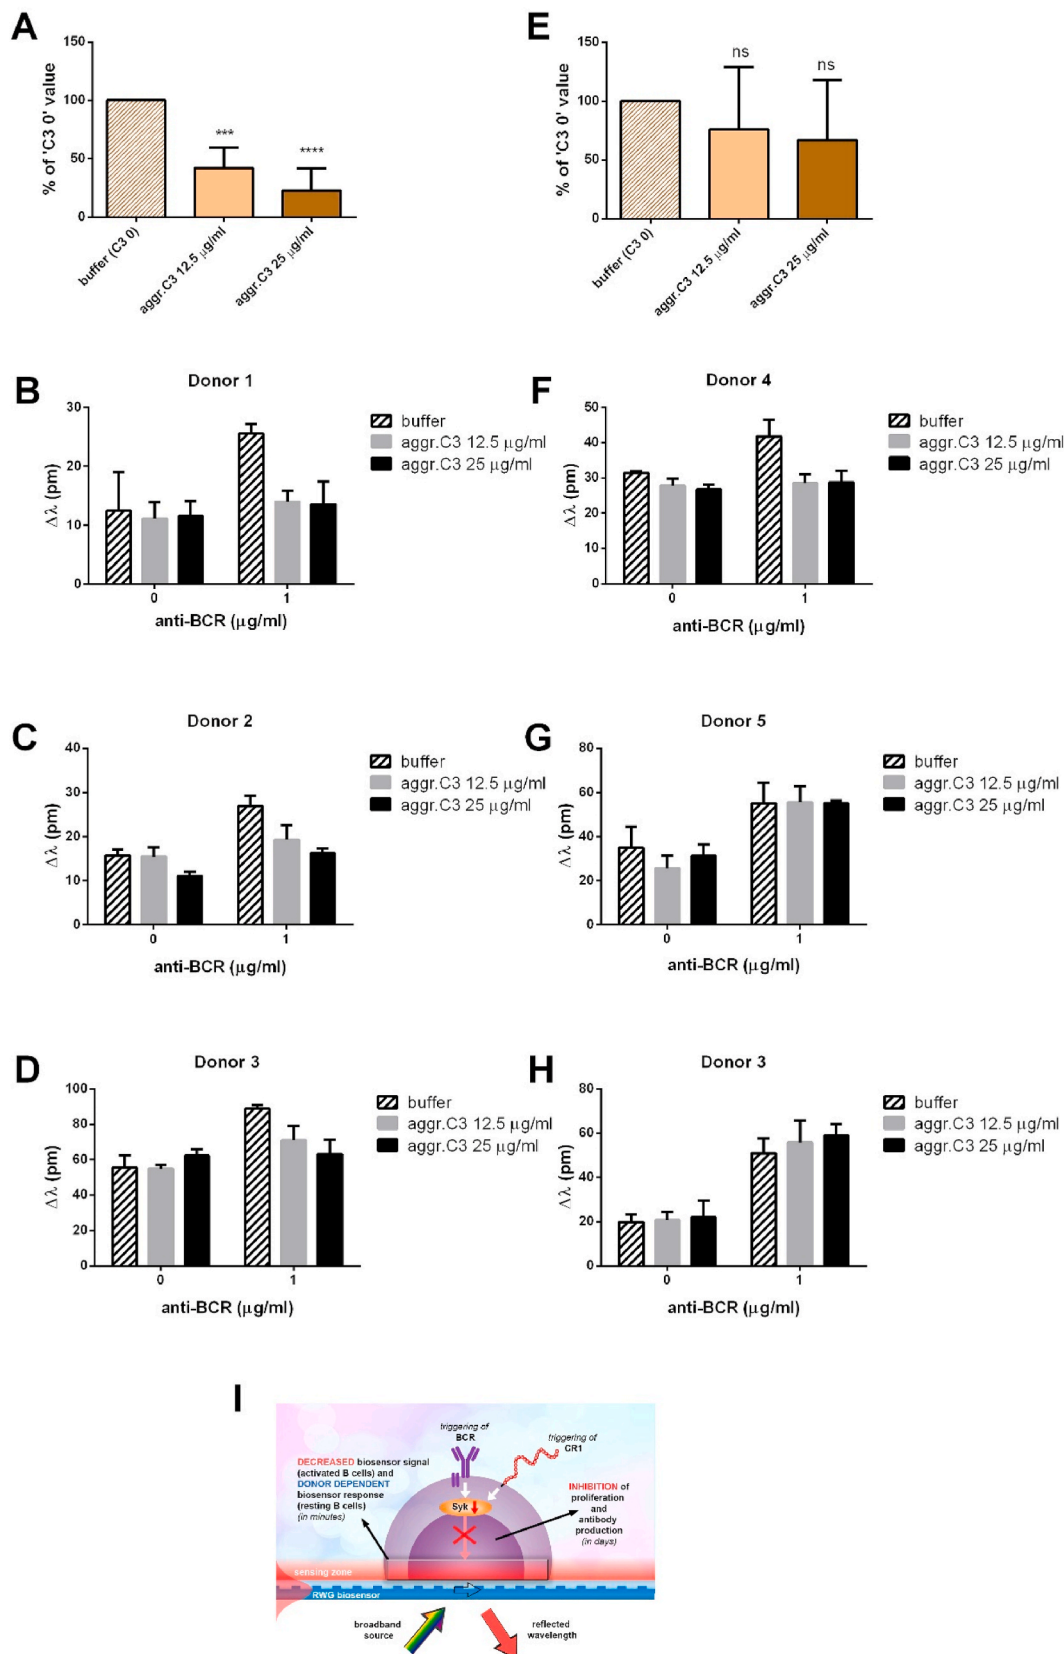 A
% of 'C3 0' value
150
100
50
0
***
****
buffer (C3 0)
aggr.C3 12.5 μg/ml
aggr.C3 25 μg/ml
E
% of 'C3 0' value
150
100
50
0
ns
ns
buffer (C3 0)
aggr.C3 12.5 μg/ml
aggr.C3 25 μg/ml
B
Donor 1
Δλ (pm)
30
20
10
0
0
1
anti-BCR (μg/ml)
buffer
aggr.C3 12.5 μg/ml
aggr.C3 25 μg/ml
F
Donor 4
Δλ (pm)
50
40
30
20
10
0
0
1
anti-BCR (μg/ml)
buffer
aggr.C3 12.5 μg/ml
aggr.C3 25 μg/ml
C
Donor 2
Δλ (pm)
40
30
20
10
0
0
1
anti-BCR (μg/ml)
buffer
aggr.C3 12.5 μg/ml
aggr.C3 25 μg/ml
G
Donor 5
Δλ (pm)
80
60
40
20
0
0
1
anti-BCR (μg/ml)
buffer
aggr.C3 12.5 μg/ml
aggr.C3 25 μg/ml
D
Donor 3
Δλ (pm)
100
80
60
40
20
0
0
1
anti-BCR (μg/ml)
buffer
aggr.C3 12.5 μg/ml
aggr.C3 25 μg/ml
H
Donor 3
Δλ (pm)
80
60
40
20
0
0
1
anti-BCR (μg/ml)
buffer
aggr.C3 12.5 μg/ml
aggr.C3 25 μg/ml
I
triggering of
BCR
triggering of
CR1
DECREASED biosensor signal
(activated B cells) and
DONOR DEPENDENT
biosensor response
(resting B cells)
(in minutes)
Syk
INHIBITION of
proliferation
and
antibody
production
(in days)
sensing zone
RWG biosensor
broadband
source
reflected
wavelength